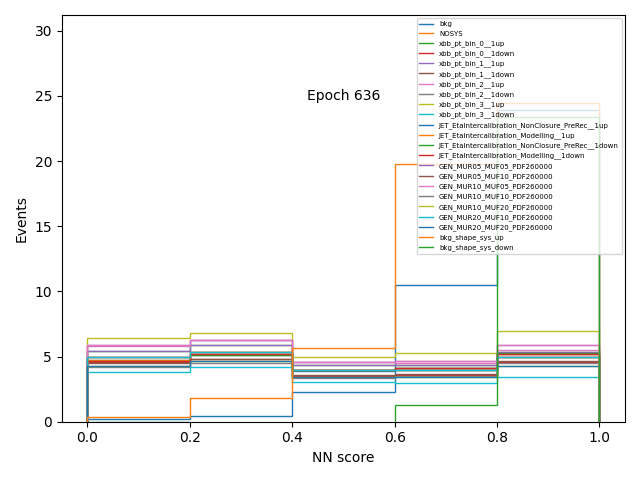 bkg
NOSYS
xbb_pt_bin_0__1up
xbb_pt_bin_0__1down
xbb_pt_bin_1__1up
xbb_pt_bin_1__1down
xbb_pt_bin_2__1up
xbb_pt_bin_2__1down
xbb_pt_bin_3__1up
xbb_pt_bin_3__1down
JET_EtaIntercalibration_NonClosure_PreRec__1up
JET_EtaIntercalibration_Modelling__1up
JET_EtaIntercalibration_NonClosure_PreRec__1down
JET_EtaIntercalibration_Modelling__1down
GEN_MUR05_MUF05_PDF260000
GEN_MUR05_MUF10_PDF260000
GEN_MUR10_MUF05_PDF260000
GEN_MUR10_MUF10_PDF260000
GEN_MUR10_MUF20_PDF260000
GEN_MUR20_MUF10_PDF260000
GEN_MUR20_MUF20_PDF260000
bkg_shape_sys_up
bkg_shape_sys_down
Epoch 636
Events
30
25
20
15
10
5
0
0.0 0.2 0.4 0.6 0.8 1.0
NN score